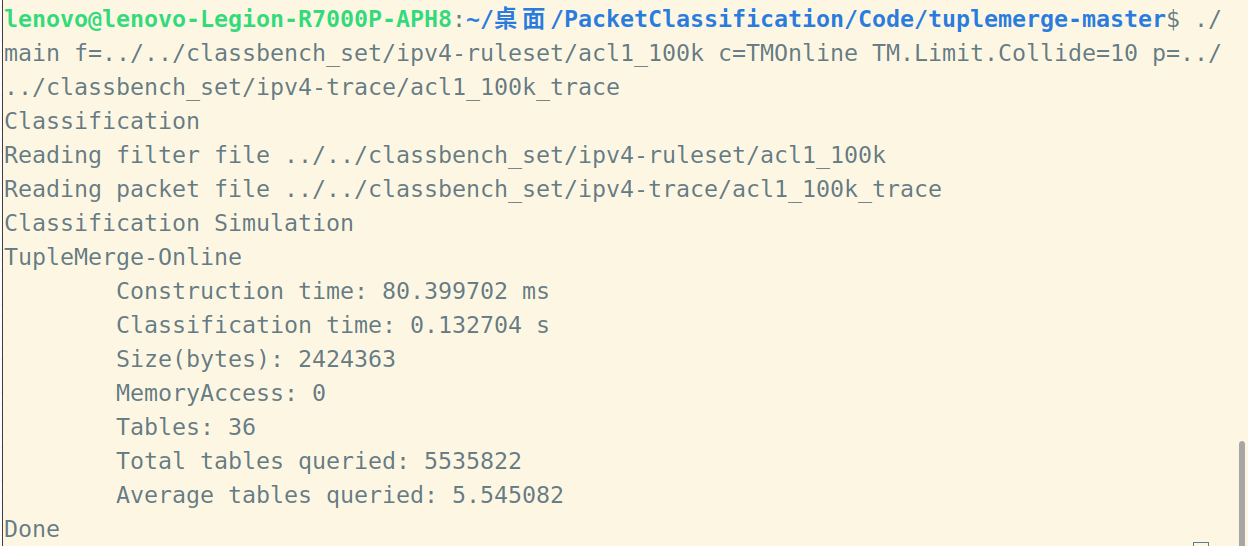 lenovo@lenovo-Legion-R7000P-APH8:~/桌面/PacketClassification/Code/tuplemerge-master$ ./
main f=../../classbench_set/ipv4-ruleset/acl1_100k c=TMOnline TM.Limit.Collide=10 p=../
../classbench_set/ipv4-trace/acl1_100k_trace
Classification
Reading filter file ../../classbench_set/ipv4-ruleset/acl1_100k
Reading packet file ../../classbench_set/ipv4-trace/acl1_100k_trace
Classification Simulation
TupleMerge-Online
Construction time: 80.399702 ms
Classification time: 0.132704 s
Size(bytes): 2424363
MemoryAccess: 0
Tables: 36
Total tables queried: 5535822
Average tables queried: 5.545082
Done